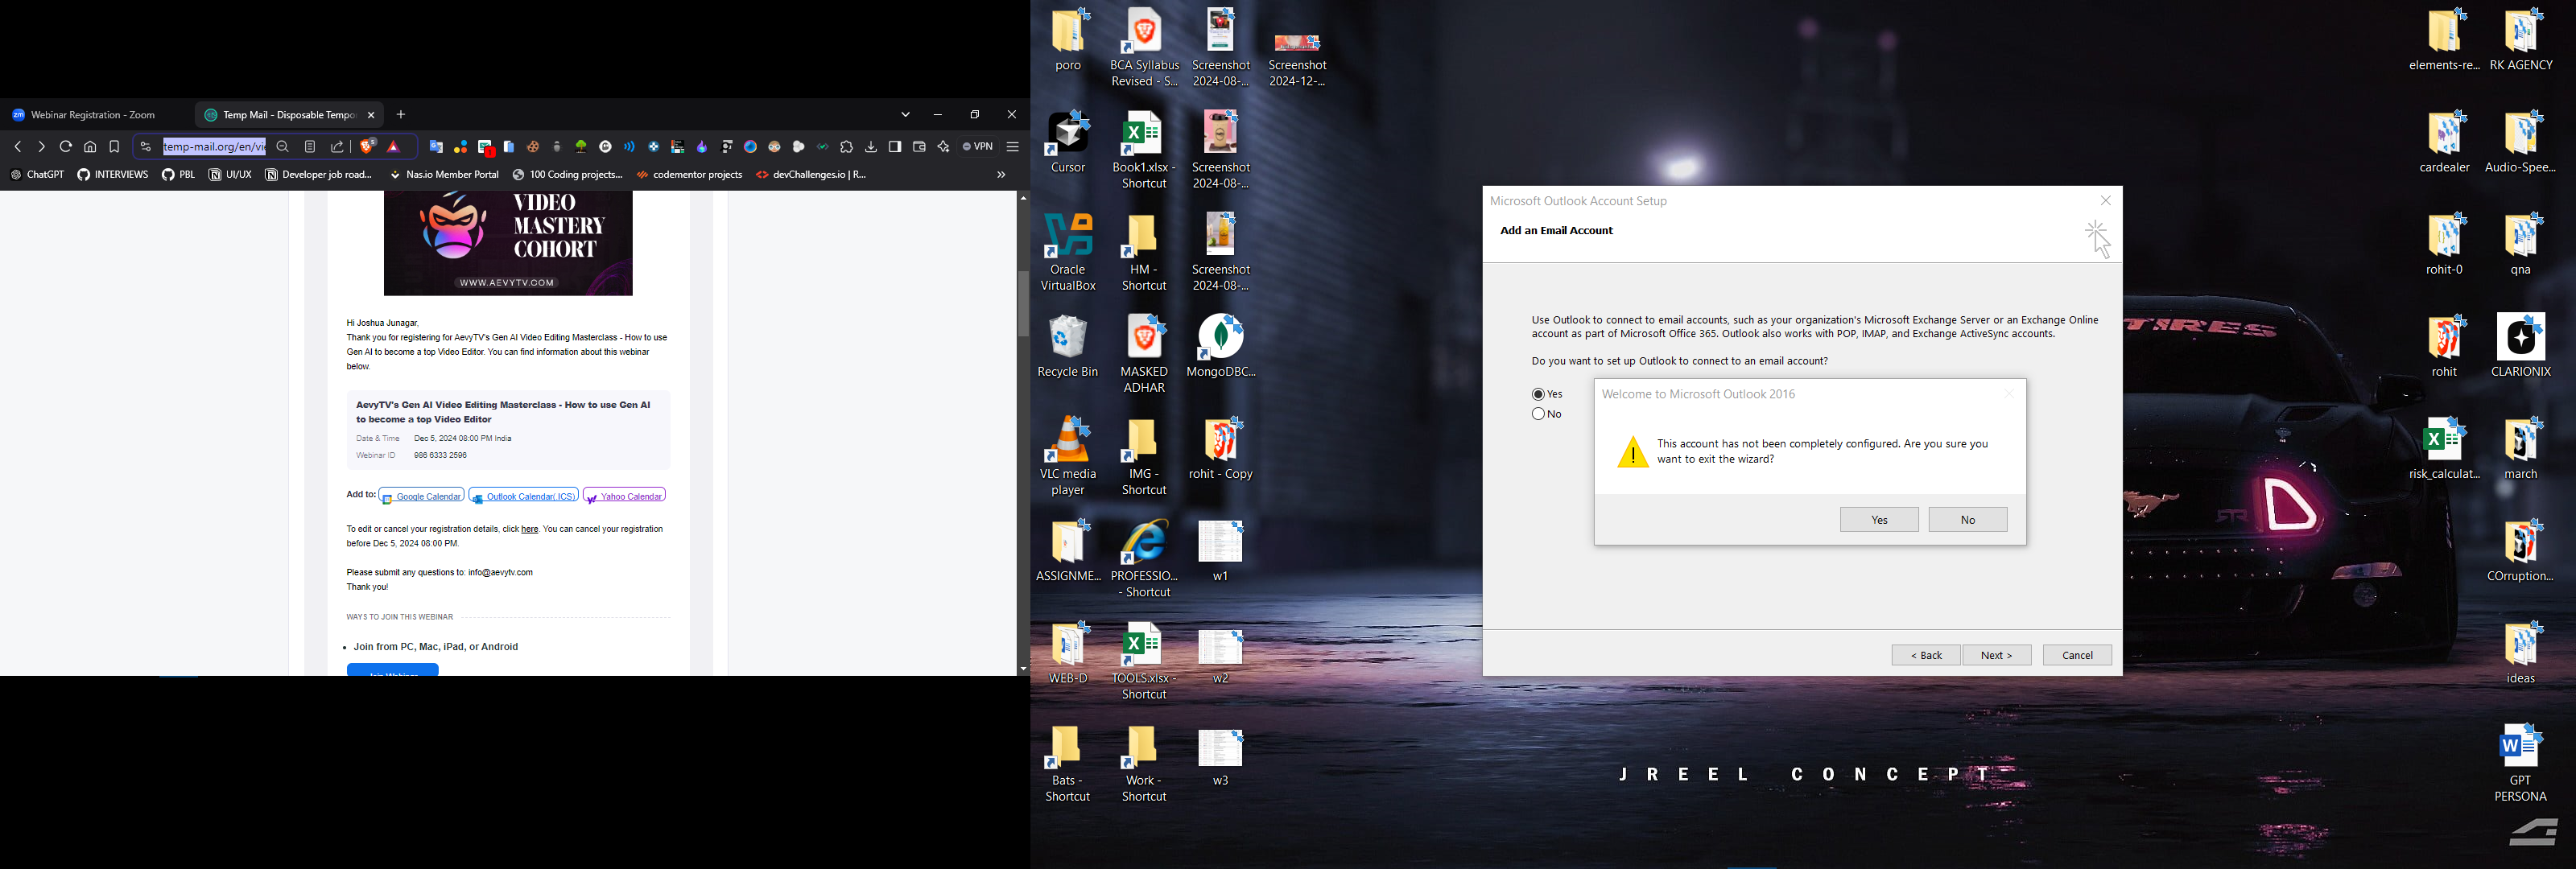 Webinar Registration - Zoom
Temp Mail - Disposable Tempo
temp-mail.org/en/vi
VPN
ChatGPT
INTERVIEWS
PBL
UI/UX
Developer job road...
Nas.io Member Portal
100 Coding projects...
codementor projects
devChallenges.io | R...
VIDEO
MASTERY
COHORT
WWW.AEVYTV.COM
Hi Joshua Junagar,
Thank you for registering for AevyTV's Gen AI Video Editing Masterclass - How to use
Gen AI to become a top Video Editor. You can find information about this webinar
below.
AevyTV's Gen AI Video Editing Masterclass - How to use Gen AI
to become a top Video Editor
Date & Time Dec 5, 2024 08:00 PM India
Webinar ID 986 6333 2596
Add to: Google Calendar Outlook Calendar(.ICS) Yahoo Calendar
To edit or cancel your registration details, click here. You can cancel your registration
before Dec 5, 2024 08:00 PM.
Please submit any questions to: info@aevytv.com
Thank you!
WAYS TO JOIN THIS WEBINAR
• Join from PC, Mac, iPad, or Android
Join Webinar
poro
BCA Syllabus
Revised - S...
Screenshot
2024-08-...
Screenshot
2024-12-...
Cursor
Book1.xlsx -
Shortcut
Screenshot
2024-08-...
Oracle
VirtualBox
HM -
Shortcut
Screenshot
2024-08-...
Recycle Bin
MASKED
ADHAR
MongoDBC...
VLC media
player
IMG -
Shortcut
rohit - Copy
ASSIGNME...
PROFESSIO...
- Shortcut
w1
WEB-D
TOOLS.xlsx -
Shortcut
w2
Bats -
Shortcut
Work -
Shortcut
w3
Microsoft Outlook Account Setup
Add an Email Account
Use Outlook to connect to email accounts, such as your organization's Microsoft Exchange Server or an Exchange Online
account as part of Microsoft Office 365. Outlook also works with POP, IMAP, and Exchange ActiveSync accounts.
Do you want to set up Outlook to connect to an email account?
Yes
No
Welcome to Microsoft Outlook 2016
This account has not been completely configured. Are you sure you
want to exit the wizard?
Yes
No
< Back
Next >
Cancel
JREEL CONCEPT
TIRES
elements-re...
RK AGENCY
cardealer
Audio-Spee...
rohit-0
qna
rohit
CLARIONIX
risk_calculat...
march
COrruption...
ideas
GPT
PERSONA